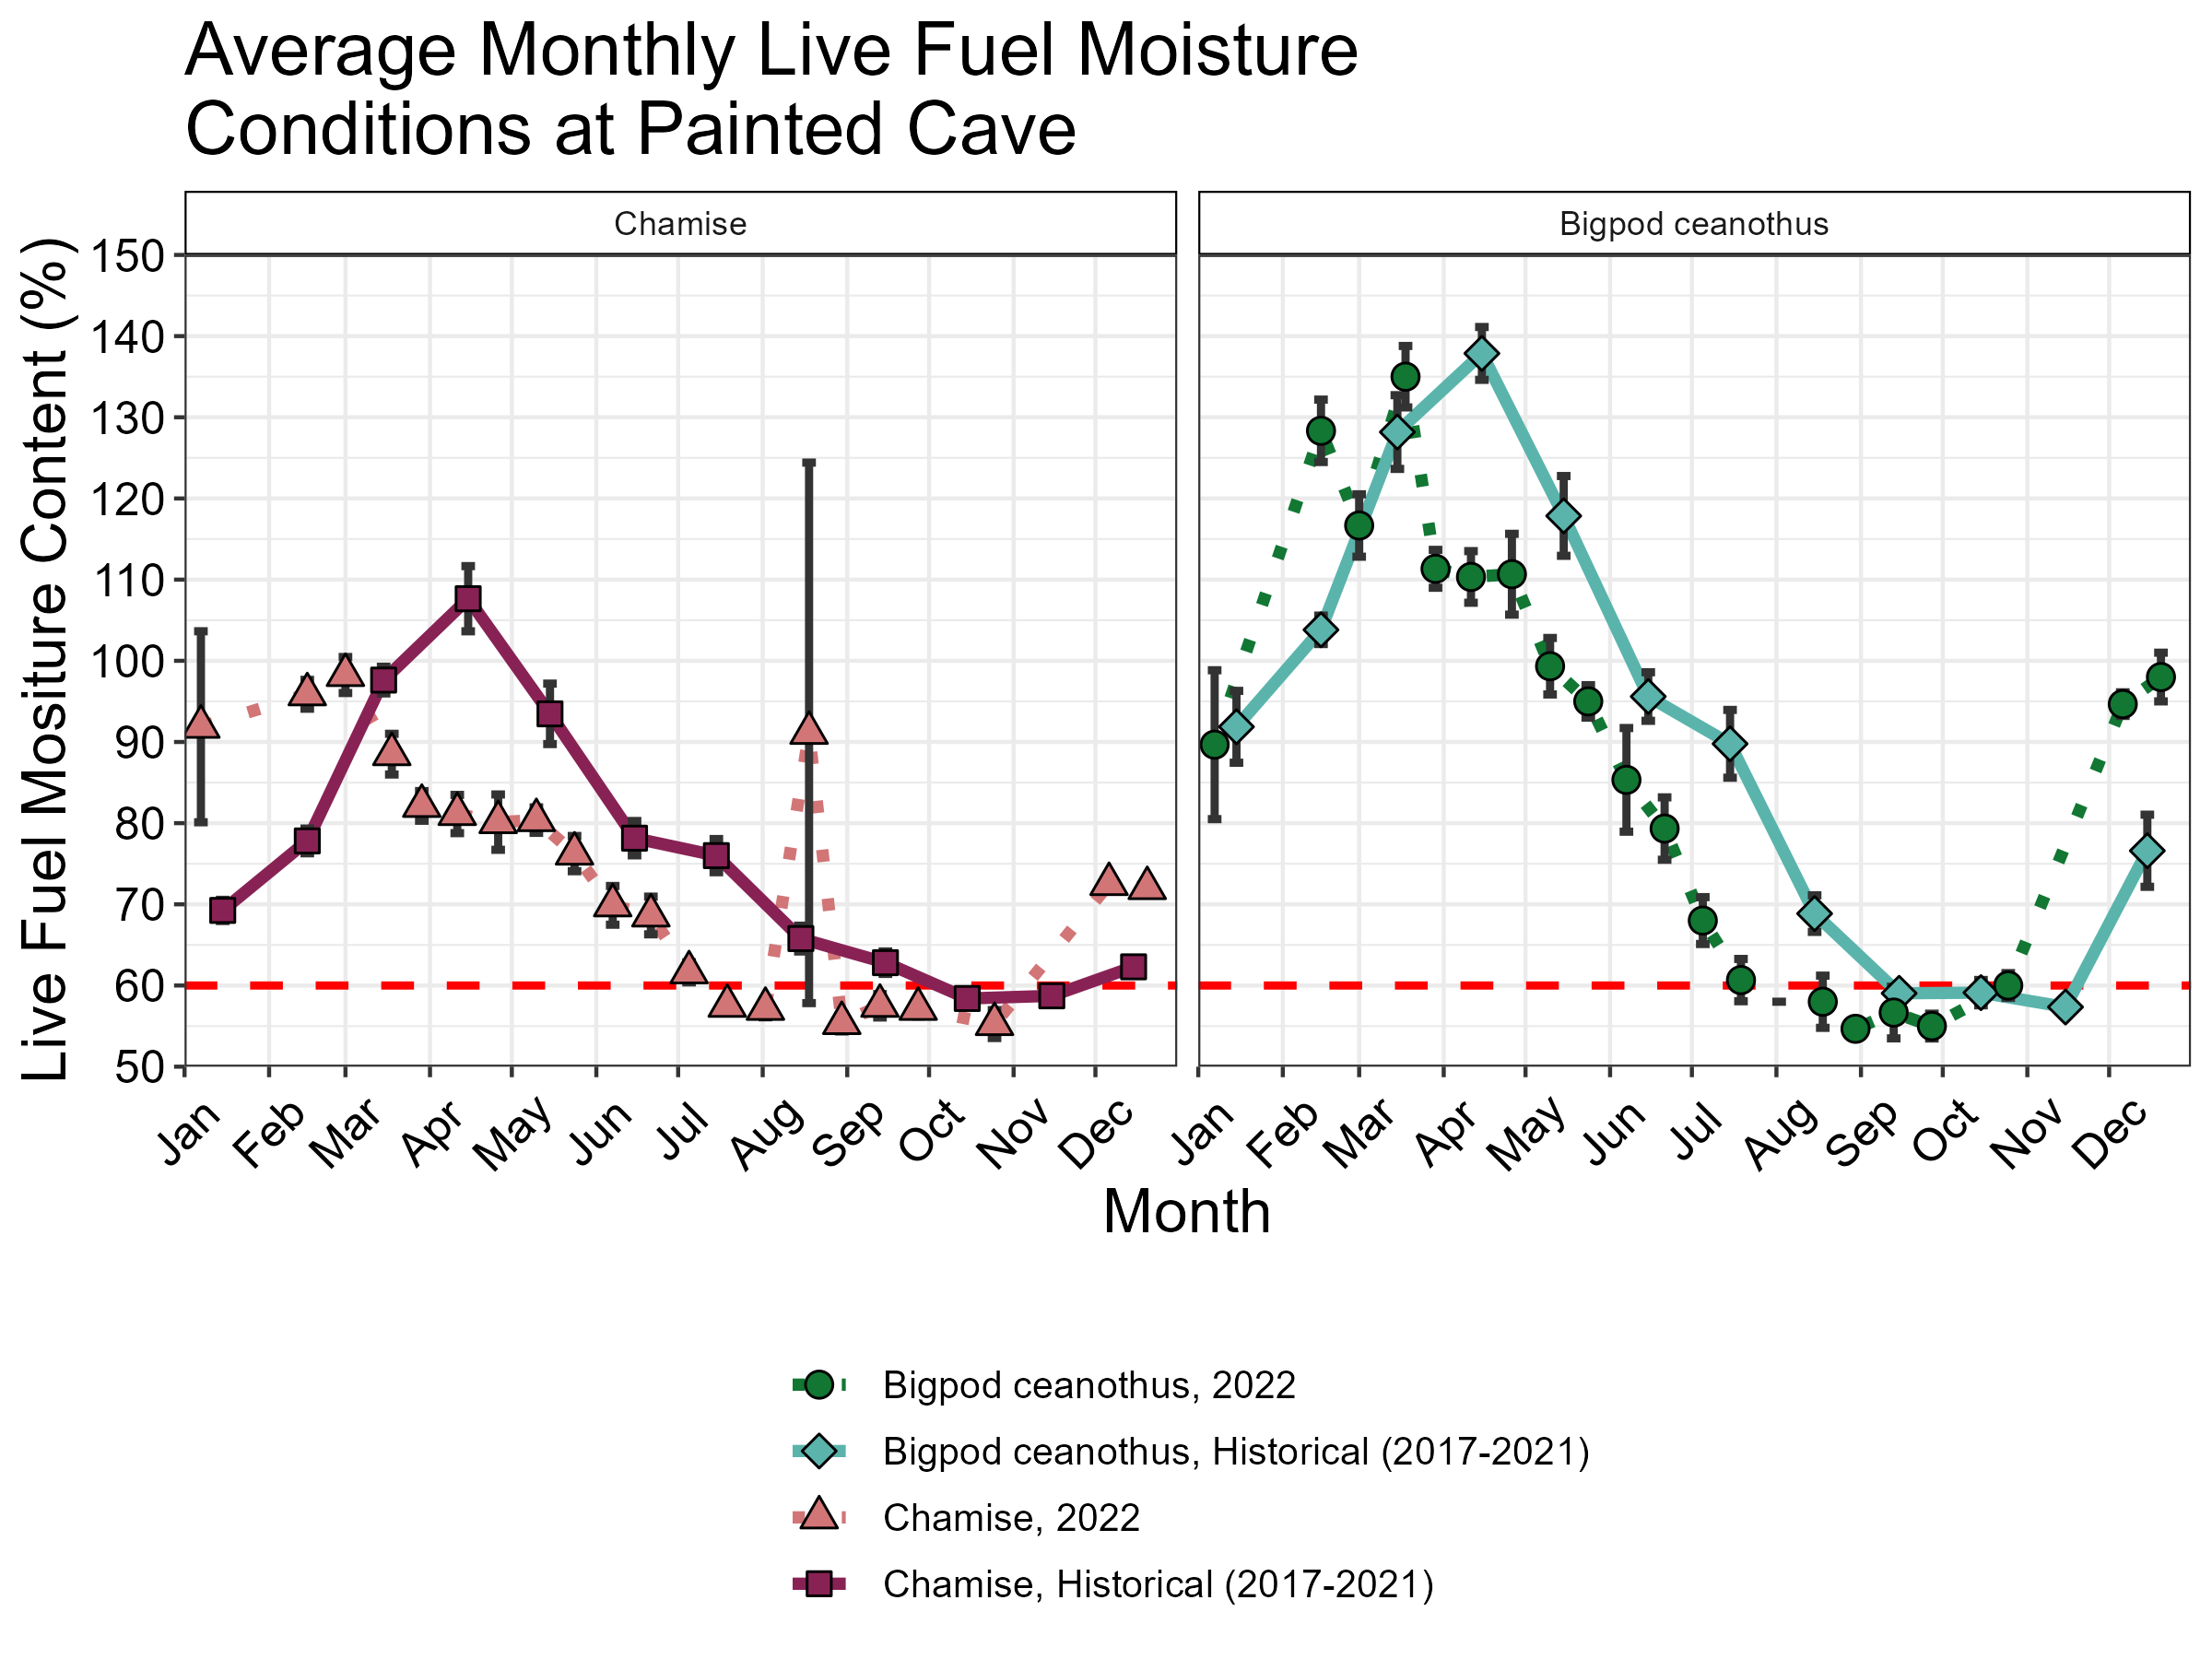 Average Monthly Live Fuel Moisture
Conditions at Painted Cave
Chamise
Bigpod ceanothus
Live Fuel Mositure Content (%)
150
140
130
120
110
100
90
80
70
60
50
Jan Feb Mar Apr May Jun Jul Aug Sep Oct Nov Dec
Jan Feb Mar Apr May Jun Jul Aug Sep Oct Nov Dec
Month
Bigpod ceanothus, 2022
Bigpod ceanothus, Historical (2017-2021)
Chamise, 2022
Chamise, Historical (2017-2021)